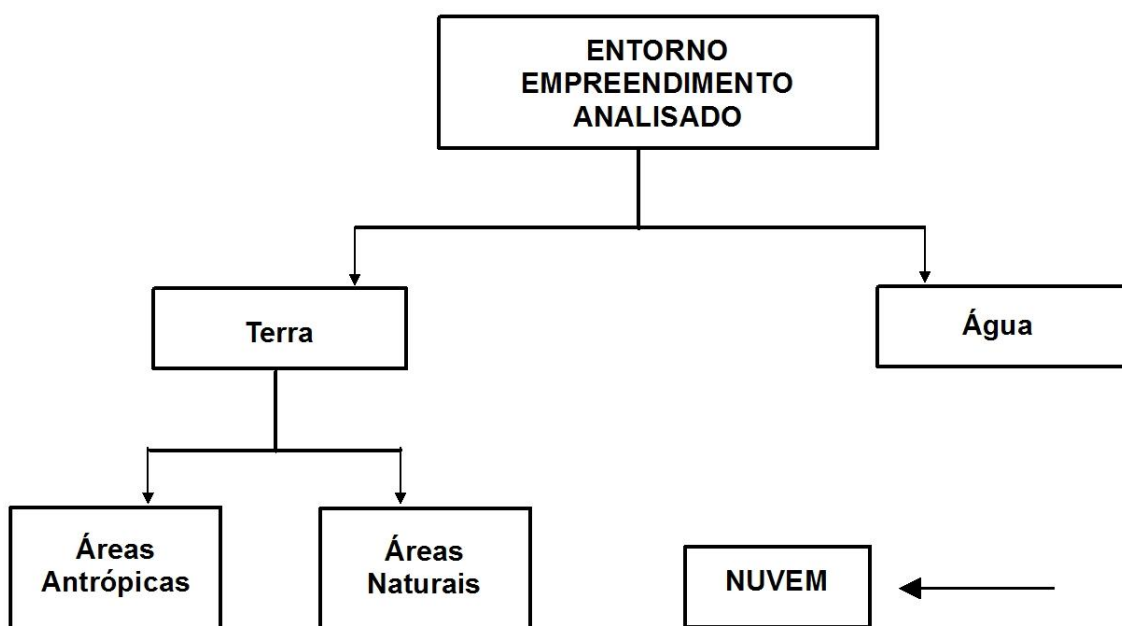 ENTORNO
EMPREENDIMENTO
ANALISADO
Terra
Água
Áreas
Antrópicas
Áreas
Naturais
NUVEM